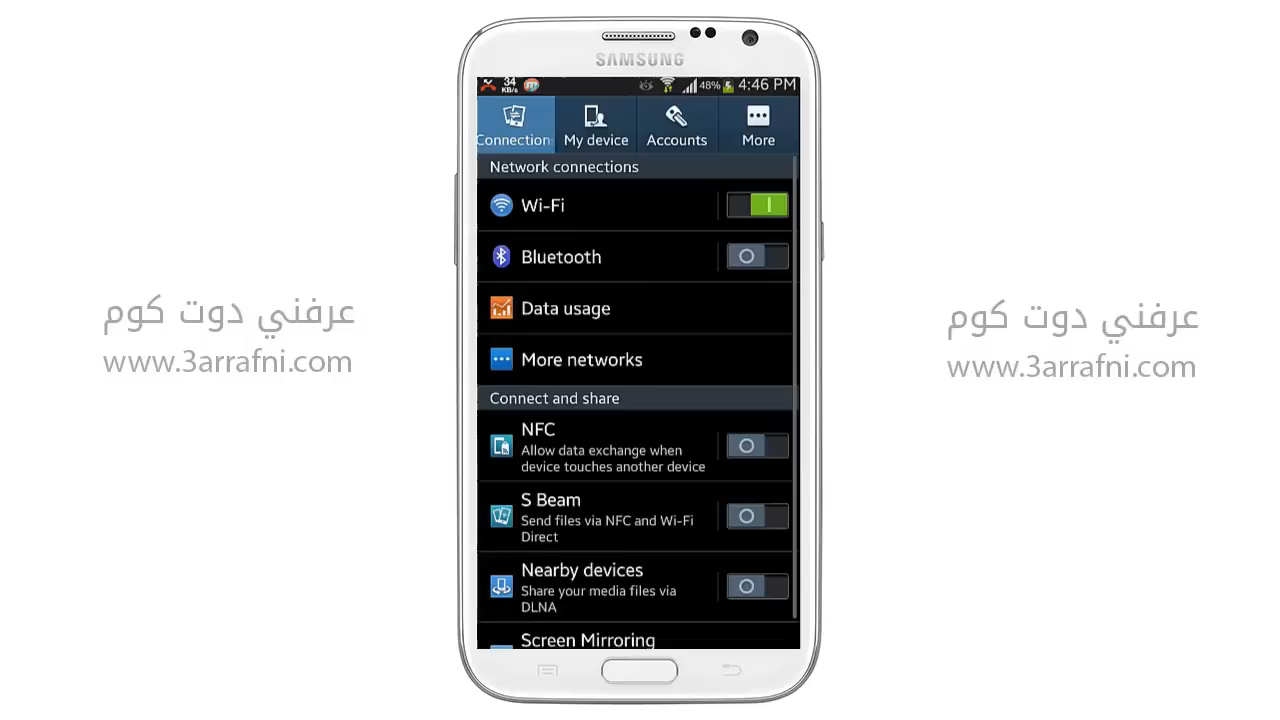 SAMSUNG
34
KB/s
48%
4:46 PM
Connection
My device
Accounts
More
Network connections
Wi-Fi
Bluetooth
Data usage
More networks
Connect and share
NFC
Allow data exchange when
device touches another device
S Beam
Send files via NFC and Wi-Fi
Direct
Nearby devices
Share your media files via
DLNA
Screen Mirroring
عرفني دوت كوم
www.3arrafni.com
عرفني دوت كوم
www.3arrafni.com